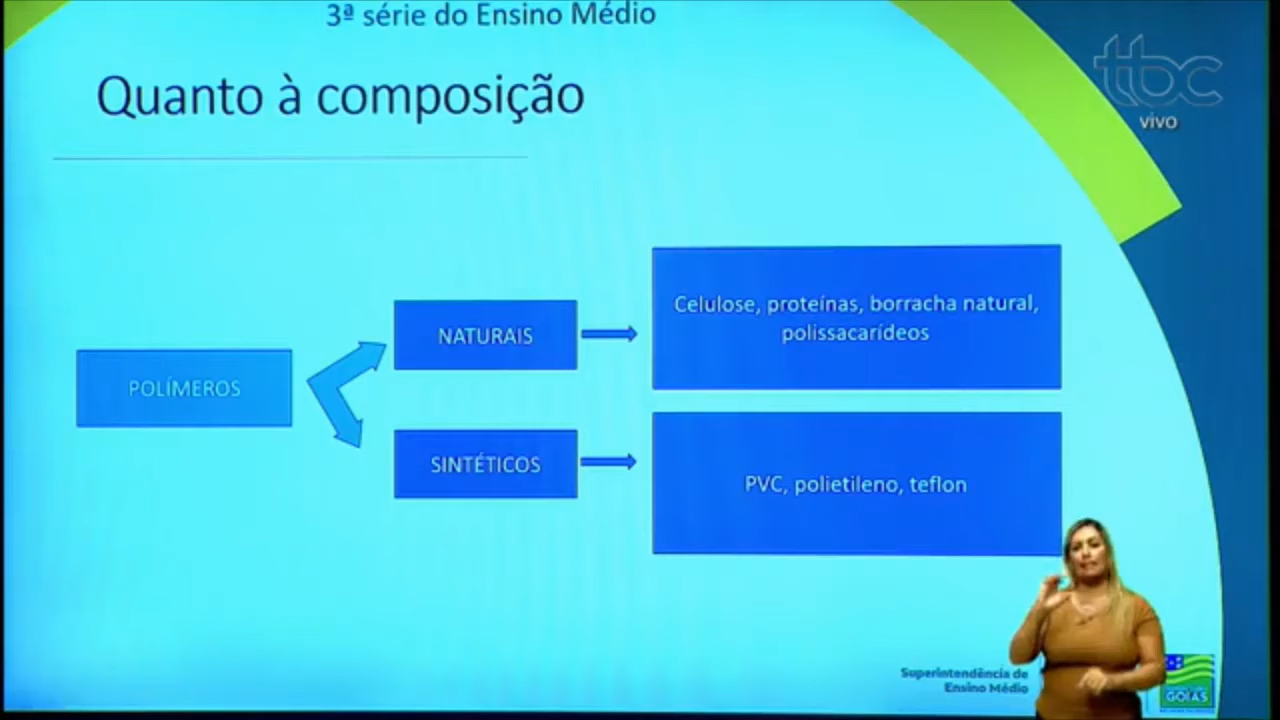 3ª série do Ensino Médio
ttbc
vivo
Quanto à composição
Celulose, proteínas, borracha natural,
polissacarídeos
NATURAIS
POLÍMEROS
SINTÉTICOS
PVC, polietileno, teflon
Superintendência de
Ensino Médio
GOIÁS